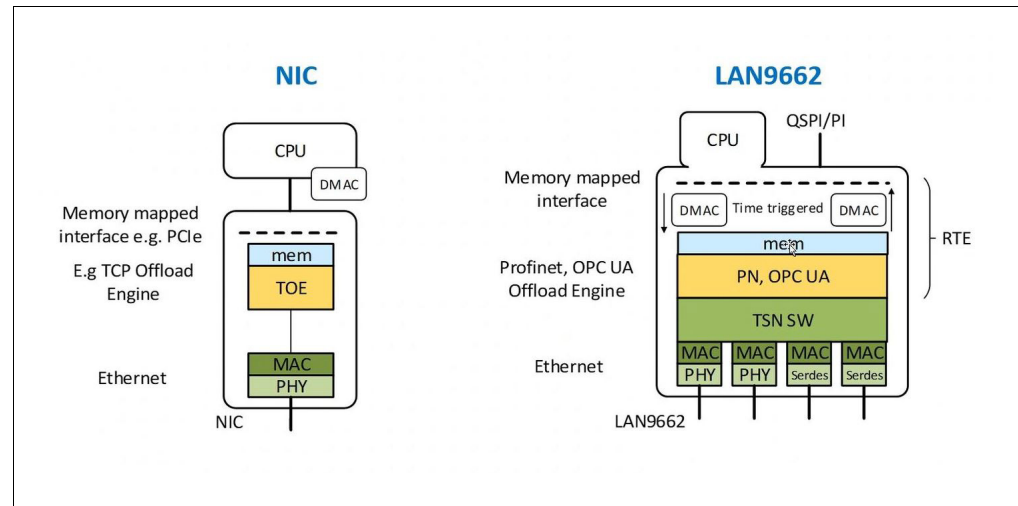 NIC
CPU
DMAC
Memory mapped
interface e.g. PCIe
mem
E.g TCP Offload
Engine
TOE
MAC
Ethernet
PHY
NIC
LAN9662
CPU
QSPI/PI
Memory mapped
interface
DMAC
Time triggered
DMAC
RTE
mem
Profinet, OPC UA
Offload Engine
PN, OPC UA
TSN SW
Ethernet
MAC
MAC
MAC
MAC
PHY
PHY
Serdes
Serdes
LAN9662